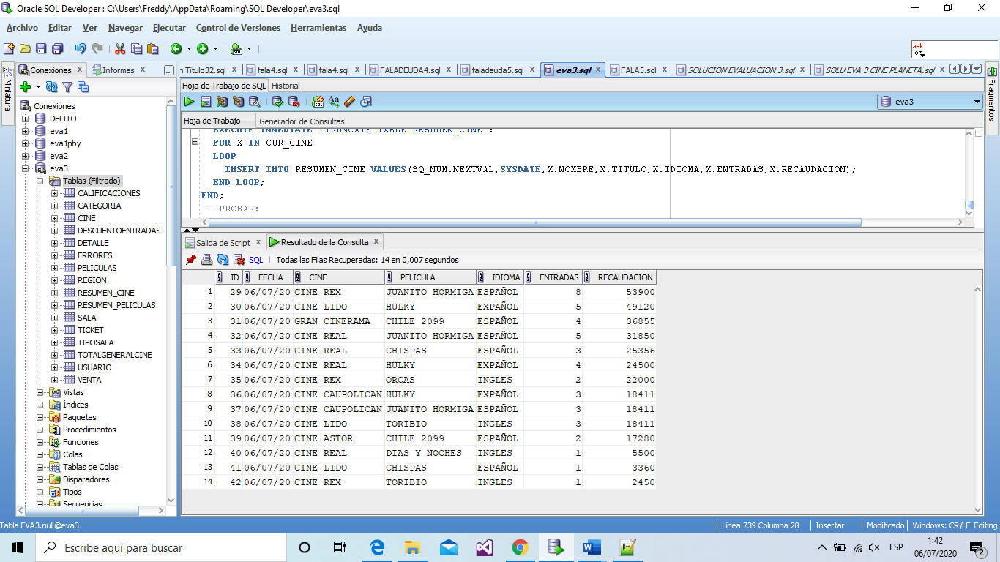 Oracle SQL Developer : C:\Users\Freddy\AppData\Roaming\SQL Developer\eva3.sql
Archivo Editar Ver Navegar Ejecutar Control de Versiones Herramientas Ayuda
ask
Tom
Miniatura
Conexiones
Informes
n Título32.sql
fala4.sql
fala4.sql
FALADEUDA4.sql
faladeuda5.sql
eva3.sql
FALA5.sql
SOLUCION EVALUACION 3.sql
SOLU EVA 3 CINE PLANETA.sql
Fragmentos
Hoja de Trabajo de SQL Historial
eva3
Hoja de Trabajo Generador de Consultas
Conexiones
DELITO
eva1
eva1pby
eva2
eva3
Tablas (Filtrado)
CALIFICACIONES
CATEGORIA
CINE
DESCUENTOENTRADAS
DETALLE
ERRORES
PELICULAS
REGION
RESUMEN_CINE
RESUMEN_PELICULAS
SALA
TICKET
TIPOSALA
TOTALGENERALCINE
USUARIO
VENTA
Vistas
Índices
Paquetes
Procedimientos
Funciones
Colas
Tablas de Colas
Disparadores
Tipos
Secuencias
EXECUTE IMMEDIATE 'TRUNCATE TABLE RESUMEN_CINE';
FOR X IN CUR_CINE
LOOP
INSERT INTO RESUMEN_CINE VALUES(SQ_NUM.NEXTVAL,SYSDATE,X.NOMBRE,X.TITULO,X.IDIOMA,X.ENTRADAS,X.RECAUDACION);
END LOOP;
END;
-- PROBAR:
Salida de Script
Resultado de la Consulta
SQL
Todas las Filas Recuperadas: 14 en 0,007 segundos
ID FECHA CINE PELICULA IDIOMA ENTRADAS RECAUDACION
1 29 06/07/20 CINE REX JUANITO HORMIGA ESPAÑOL 8 53900
2 30 06/07/20 CINE LIDO HULKY EXPAÑOL 5 49120
3 31 06/07/20 GRAN CINERAMA CHILE 2099 ESPAÑOL 4 36855
4 32 06/07/20 CINE REAL JUANITO HORMIGA ESPAÑOL 5 31850
5 33 06/07/20 CINE REAL CHISPAS ESPAÑOL 3 25356
6 34 06/07/20 CINE REAL HULKY EXPAÑOL 4 24500
7 35 06/07/20 CINE REX ORCAS INGLES 2 22000
8 36 06/07/20 CINE CAUPOLICAN HULKY EXPAÑOL 3 18411
9 37 06/07/20 CINE CAUPOLICAN JUANITO HORMIGA ESPAÑOL 3 18411
10 38 06/07/20 CINE LIDO TORIBIO INGLES 3 18411
11 39 06/07/20 CINE ASTOR CHILE 2099 ESPAÑOL 2 17280
12 40 06/07/20 CINE REAL DIAS Y NOCHES INGLES 1 5500
13 41 06/07/20 CINE LIDO CHISPAS ESPAÑOL 1 3360
14 42 06/07/20 CINE REX TORIBIO INGLES 1 2450
Tabla EVA3.null@eva3
Línea 739 Columna 28
Insertar
Modificado
Windows: CR/LF
Editing
Escribe aquí para buscar
ESP
1:42
06/07/2020
2